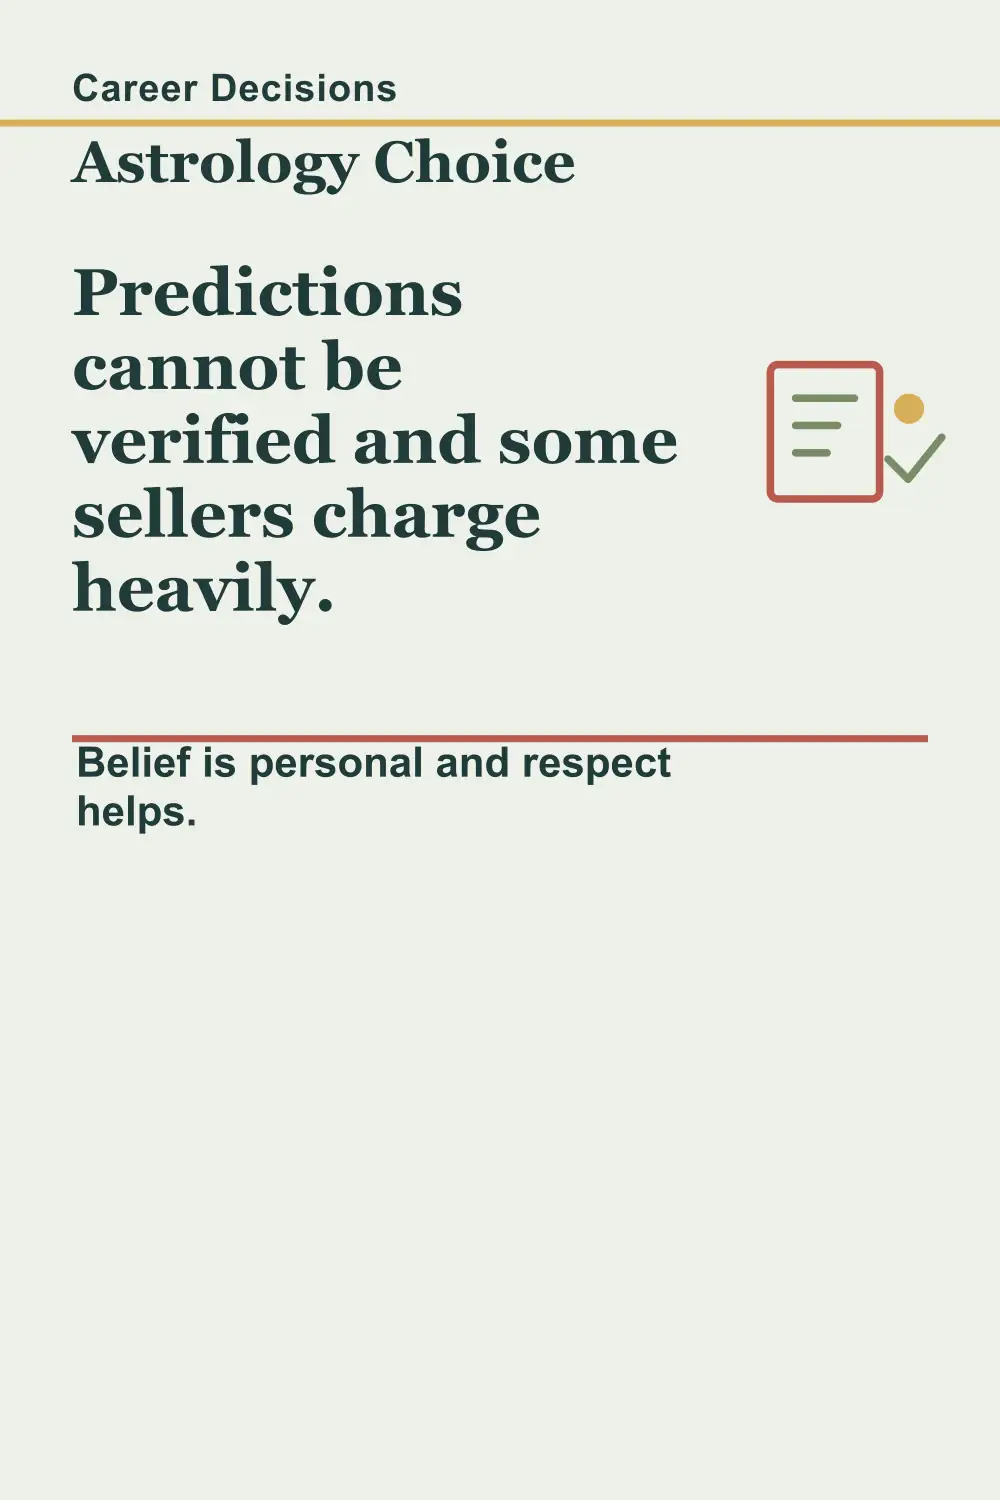 Career Decisions
Astrology Choice
Predictions
cannot be
verified and some
sellers charge
heavily.
Belief is personal and respect
helps.